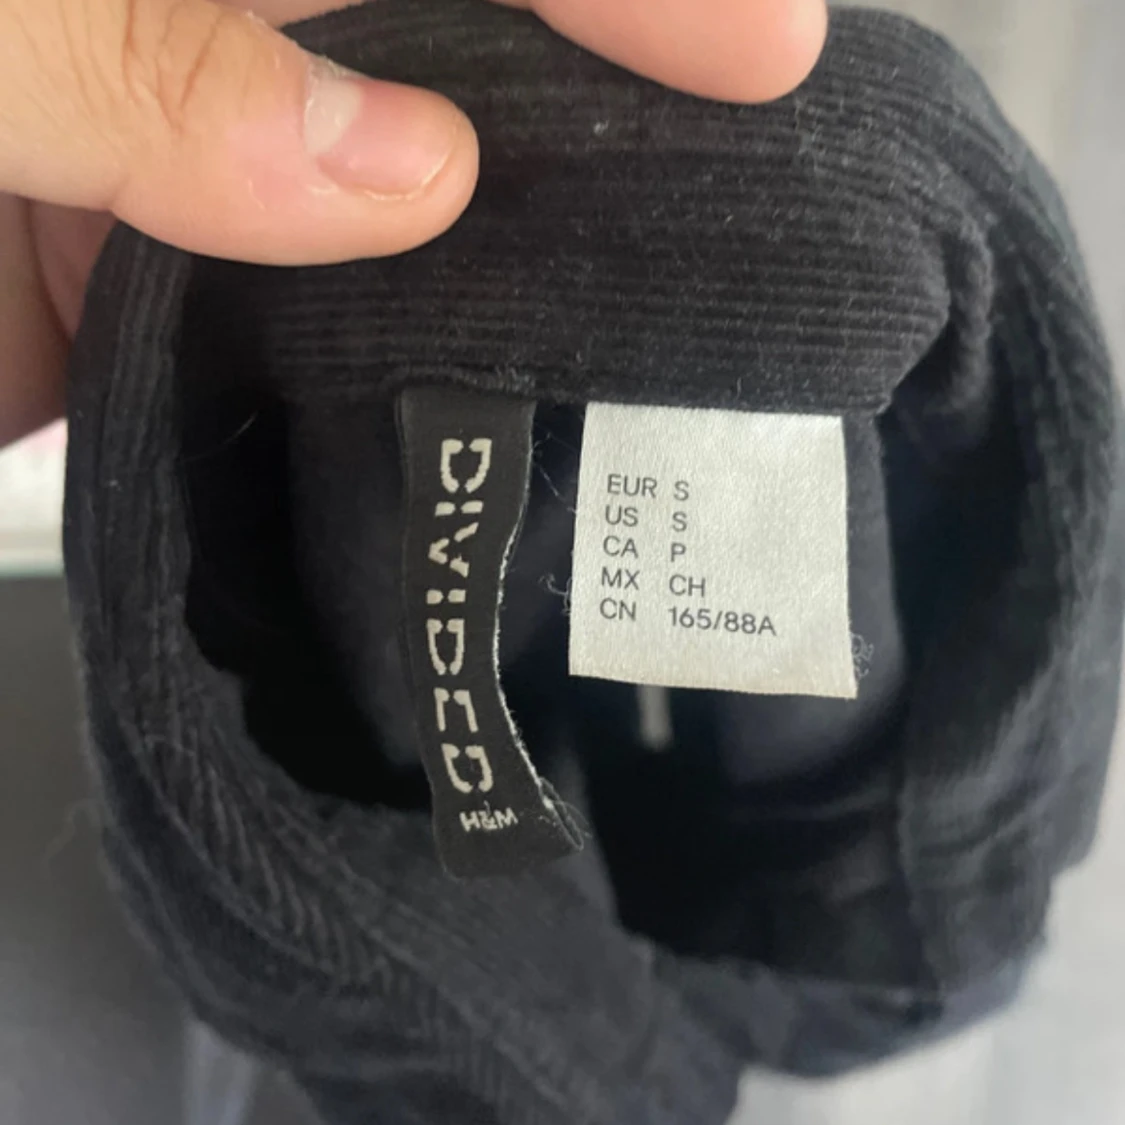 DIVIDED
H&M
EUR S
US S
CA P
MX CH
CN 165/88A